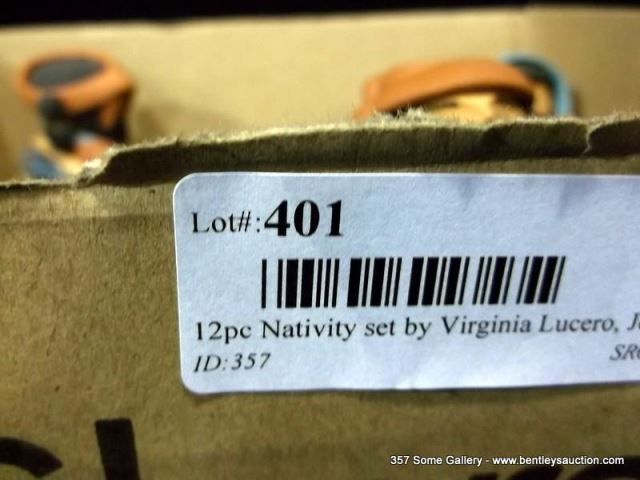 Lot#:401
12pc Nativity set by Virginia Lucero,
ID:357
357 Some Gallery - www.bentleysauction.com